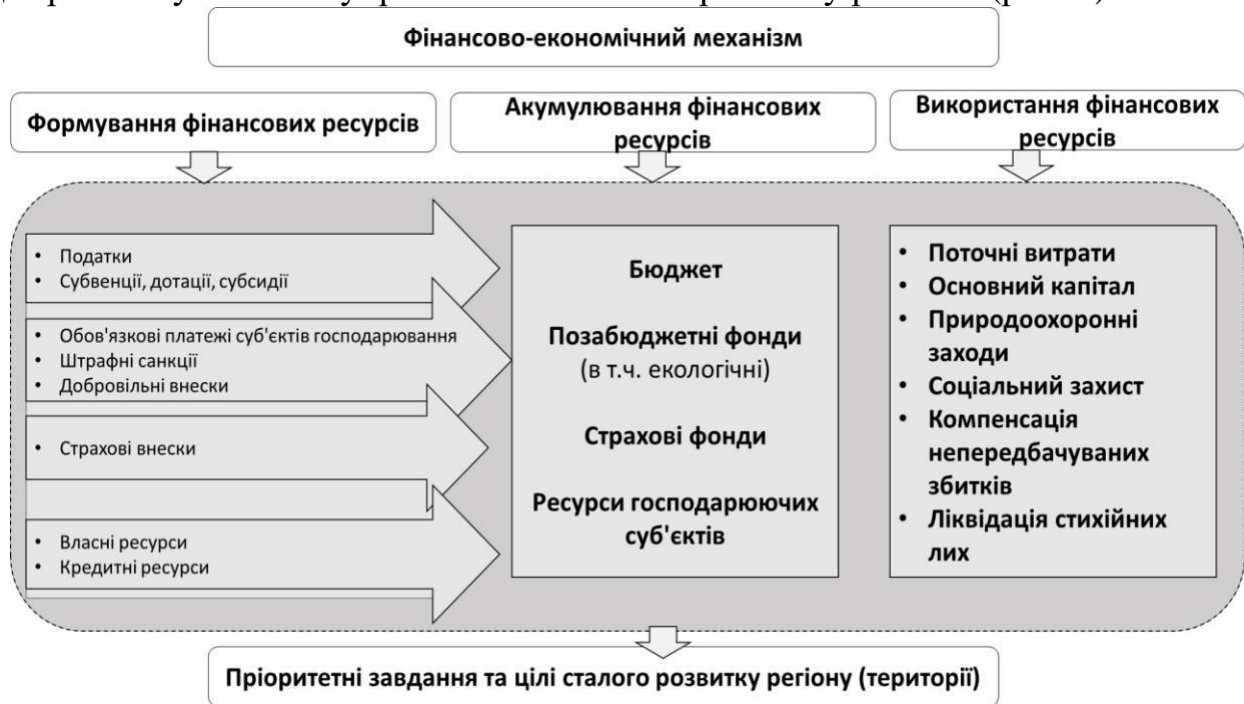 Фінансово-економічний механізм
Формування фінансових ресурсів
Акумулювання фінансових
ресурсів
Використання фінансових
ресурсів
• Податки
• Субвенції, дотації, субсидії
• Обов'язкові платежі суб'єктів господарювання
• Штрафні санкції
• Добровільні внески
• Страхові внески
• Власні ресурси
• Кредитні ресурси
Бюджет
Позабюджетні фонди
(в т.ч. екологічні)
Страхові фонди
Ресурси господарюючих
суб'єктів
• Поточні витрати
• Основний капітал
• Природоохоронні
заходи
• Соціальний захист
• Компенсація
непередбачуваних
збитків
• Ліквідація стихійних
лих
Пріоритетні завдання та цілі сталого розвитку регіону (території)